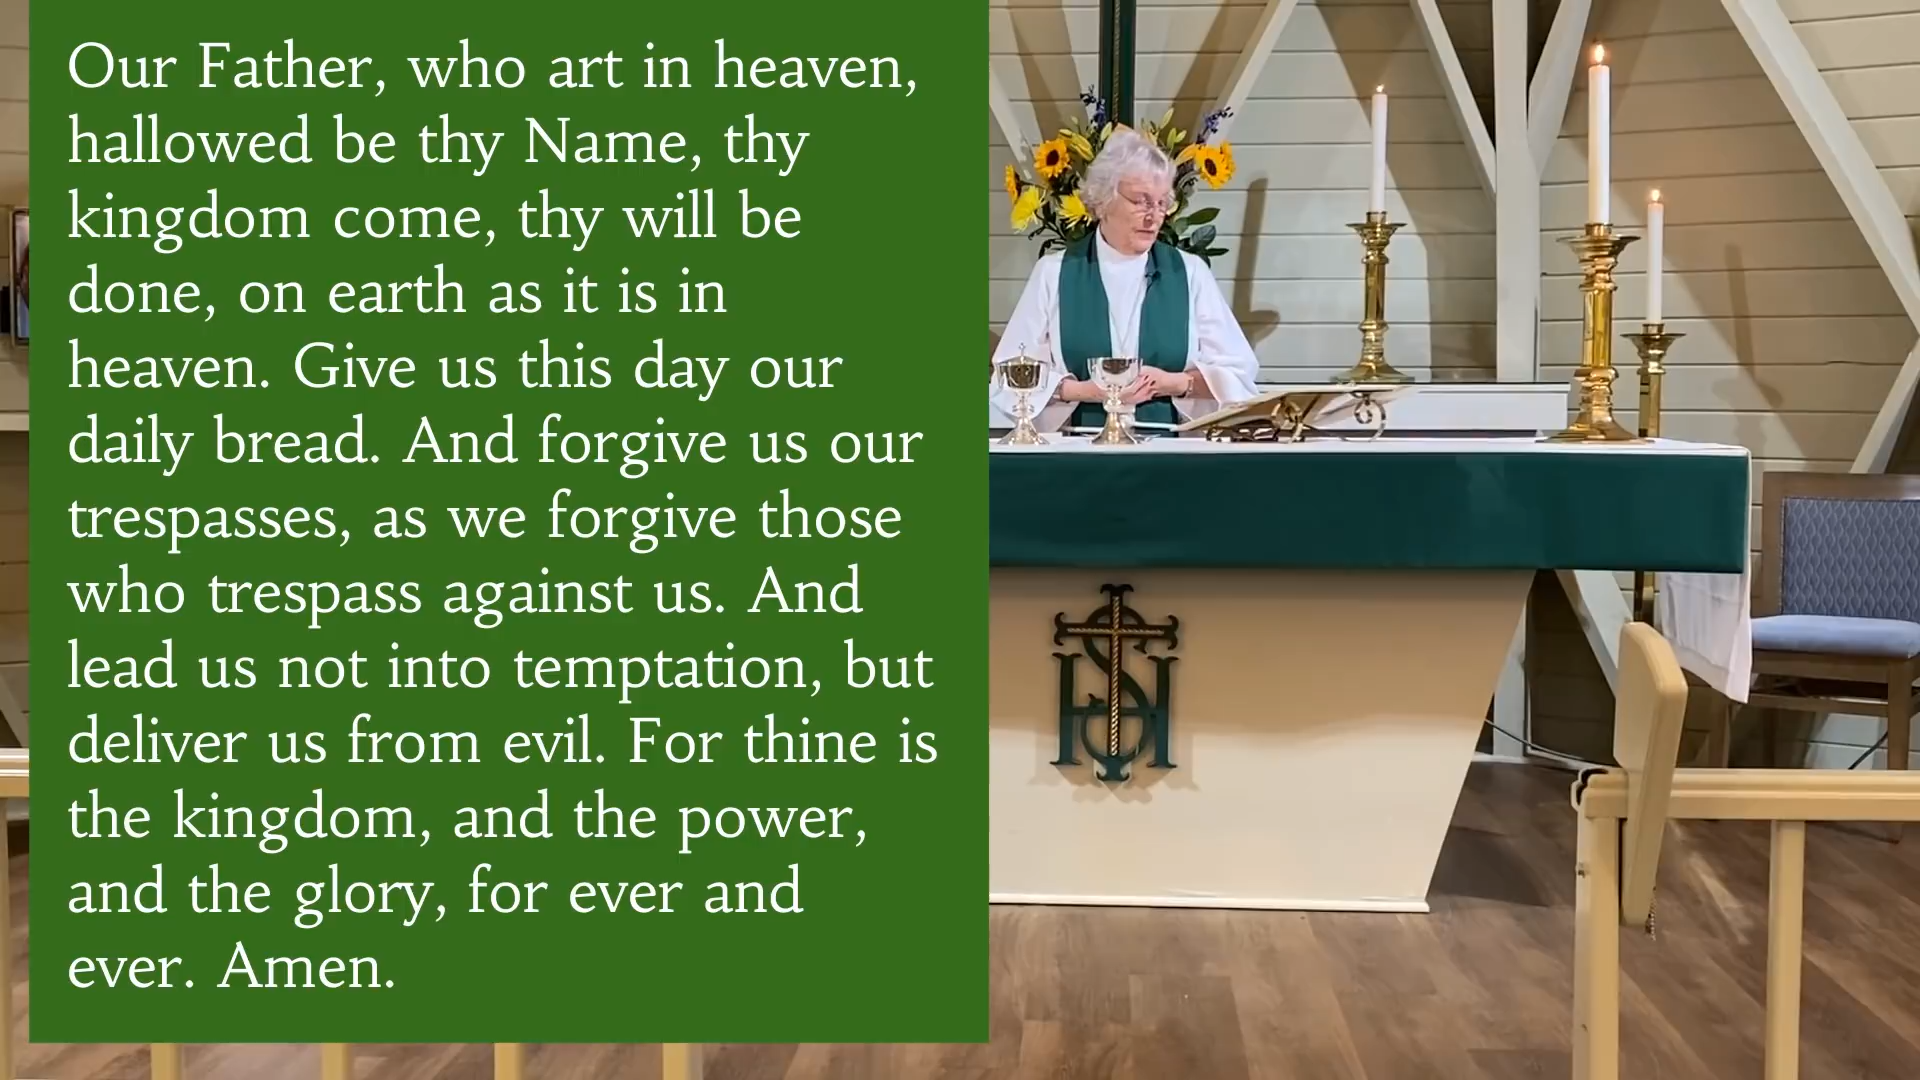 Our Father, who art in heaven,
hallowed be thy Name, thy
kingdom come, thy will be
done, on earth as it is in
heaven. Give us this day our
daily bread. And forgive us our
trespasses, as we forgive those
who trespass against us. And
lead us not into temptation, but
deliver us from evil. For thine is
the kingdom, and the power,
and the glory, for ever and
ever. Amen.
IHS